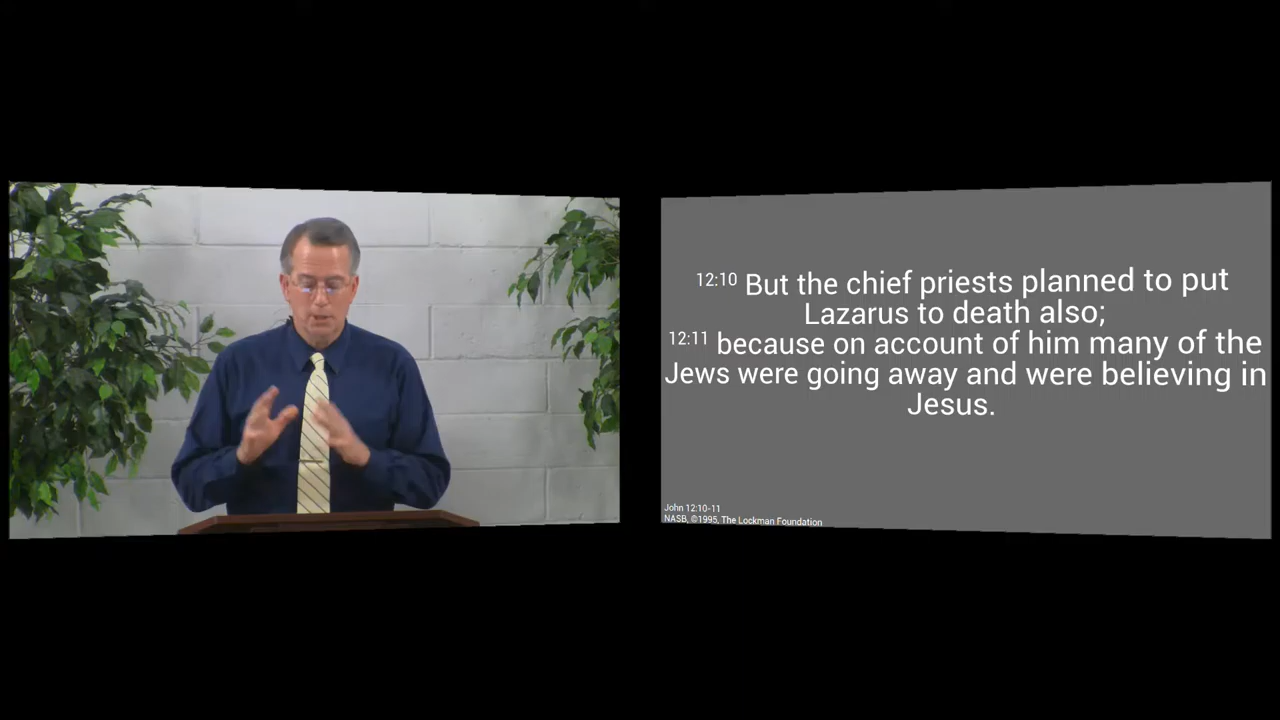 12:10 But the chief priests planned to put
Lazarus to death also;
12:11 because on account of him many of the
Jews were going away and were believing in
Jesus.
John 12:10-11
NASB, ©1995, The Lockman Foundation